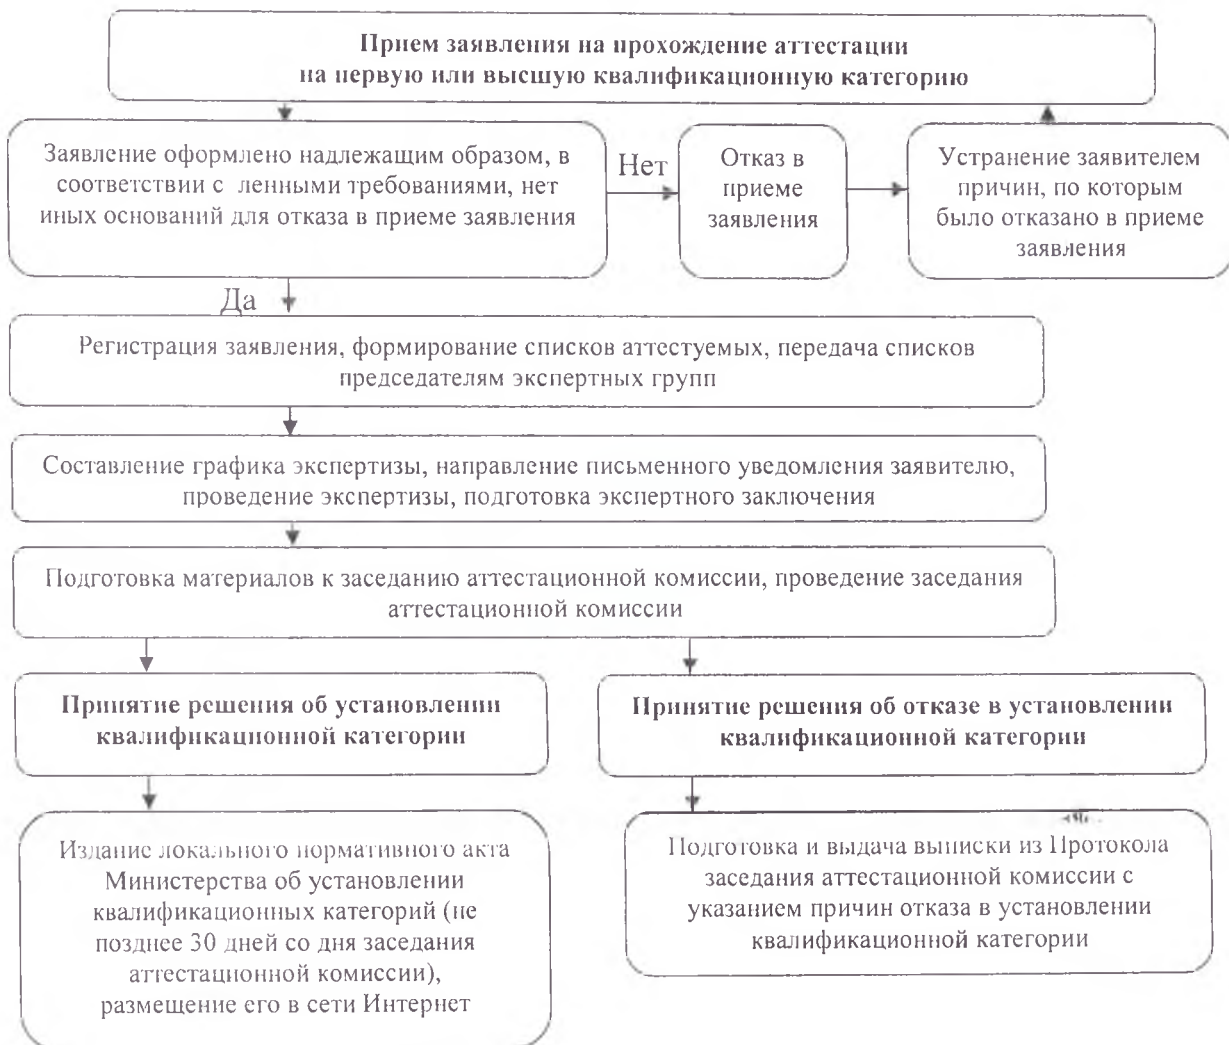 Прием заявления на прохождение аттестации
на первую или высшую квалификационную категорию
Заявление оформлено надлежащим образом, в
соответствии с ленными требованиями, нет
иных оснований для отказа в приеме заявления
Нет
Отказ в
приеме
заявления
Устранение заявителем
причин, по которым
было отказано в приеме
заявления
Да
Регистрация заявления, формирование списков аттестуемых, передача списков
председателям экспертных групп
Составление графика экспертизы, направление письменного уведомления заявителю,
проведение экспертизы, подготовка экспертного заключения
Подготовка материалов к заседанию аттестационной комиссии, проведение заседания
аттестационной комиссии
Принятие решения об установлении
квалификационной категории
Принятие решения об отказе в установлении
квалификационной категории
Издание локального нормативного акта
Министерства об установлении
квалификационных категорий (не
позднее 30 дней со дня заседания
аттестационной комиссии),
размещение его в сети Интернет
Подготовка и выдача выписки из Протокола
заседания аттестационной комиссии с
указанием причин отказа в установлении
квалификационной категории